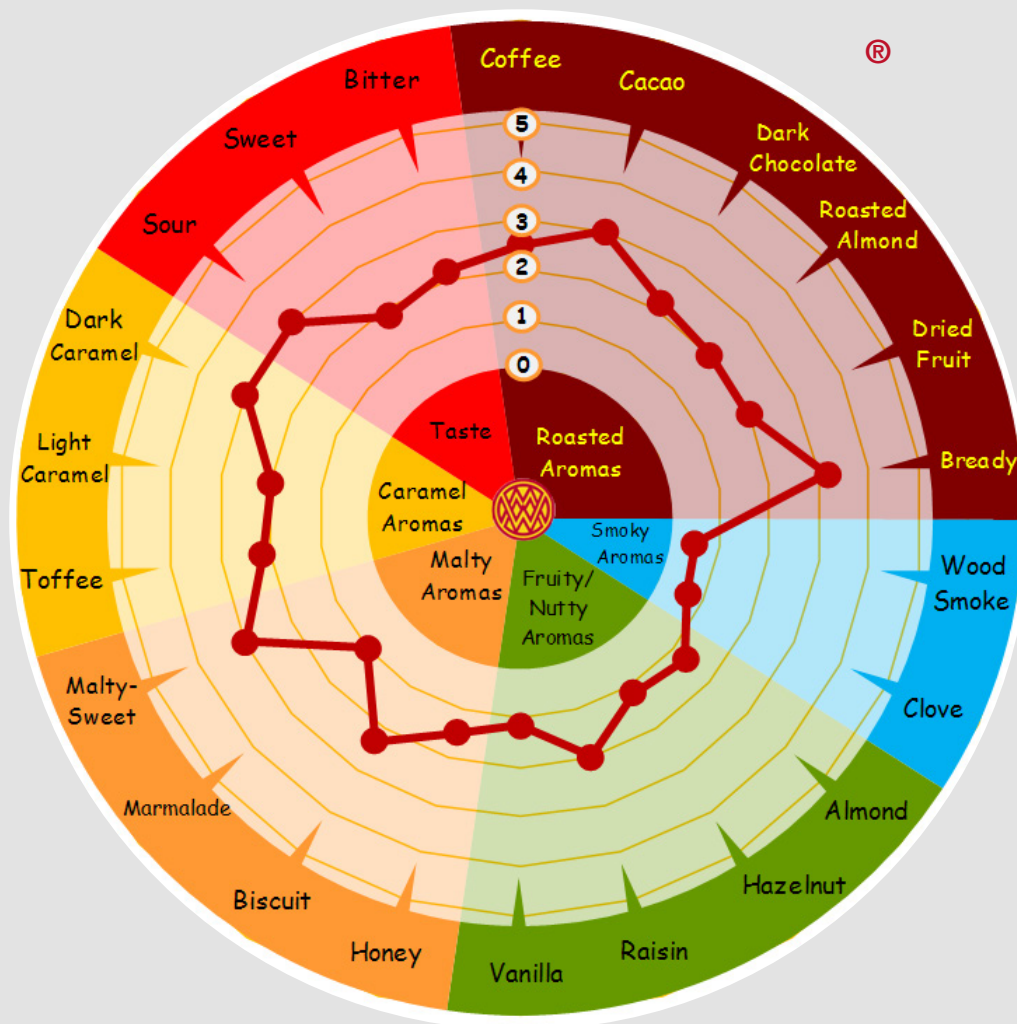 ®
Coffee
Cacao
Dark
Chocolate
Roasted
Almond
Dried
Fruit
Bready
Wood
Smoke
Clove
Almond
Hazelnut
Raisin
Vanilla
Honey
Biscuit
Marmalade
Malty-
Sweet
Toffee
Light
Caramel
Dark
Caramel
Sour
Sweet
Bitter
5
4
3
2
1
0
Taste
Roasted
Aromas
Smoky
Aromas
Fruity/
Nutty
Aromas
Malty
Aromas
Caramel
Aromas